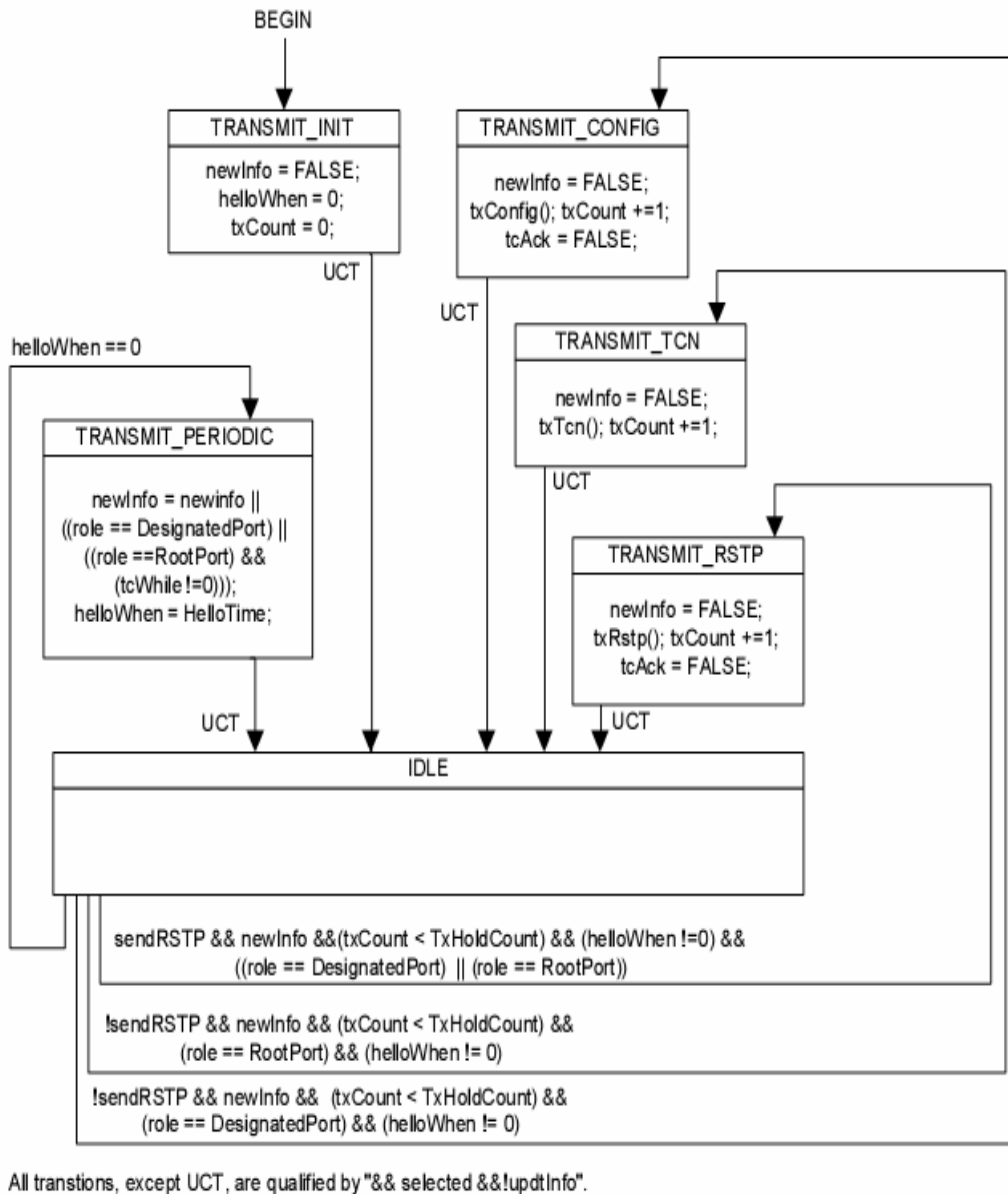 BEGIN
TRANSMIT_INIT
newInfo = FALSE;
helloWhen = 0;
txCount = 0;
UCT
TRANSMIT_CONFIG
newInfo = FALSE;
txConfig(); txCount +=1;
tcAck = FALSE;
UCT
TRANSMIT_TCN
newInfo = FALSE;
txTcn(); txCount +=1;
UCT
helloWhen == 0
TRANSMIT_PERIODIC
newInfo = newinfo ||
((role == DesignatedPort) ||
((role ==RootPort) &&
(tcWhile !=0)));
helloWhen = HelloTime;
UCT
TRANSMIT_RSTP
newInfo = FALSE;
txRstp(); txCount +=1;
tcAck = FALSE;
UCT
IDLE
sendRSTP && newInfo &&(txCount < TxHoldCount) && (helloWhen !=0) &&
((role == DesignatedPort) || (role == RootPort))
!sendRSTP && newInfo && (txCount < TxHoldCount) &&
(role == RootPort) && (helloWhen != 0)
!sendRSTP && newInfo && (txCount < TxHoldCount) &&
(role == DesignatedPort) && (helloWhen != 0)
All transtions, except UCT, are qualified by "&& selected &&!updtInfo".